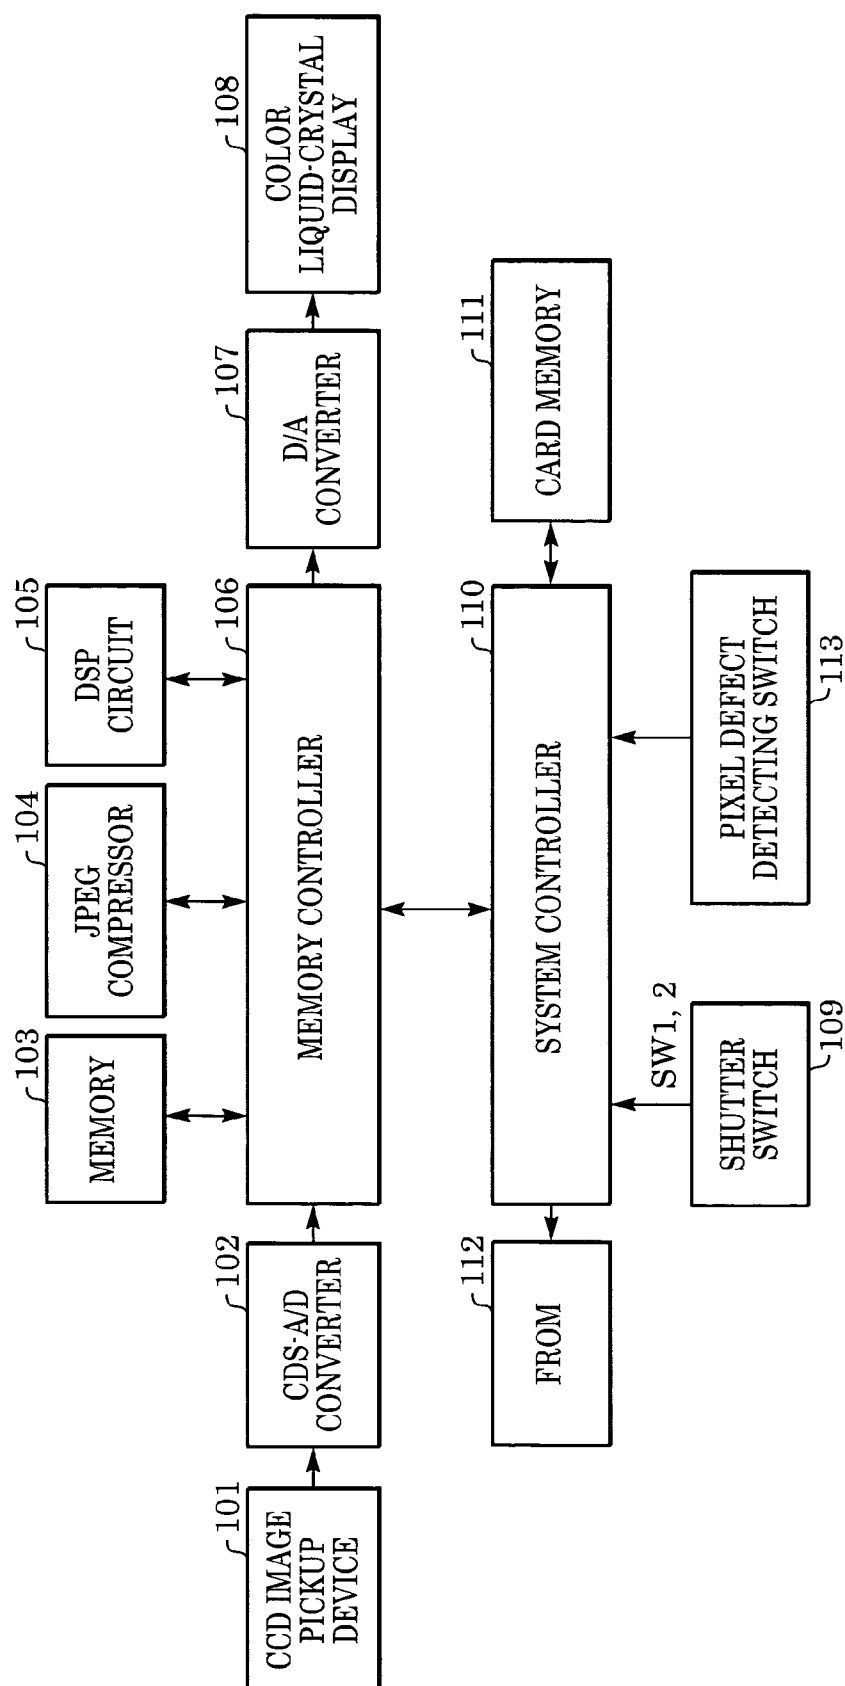 103
MEMORY
104
JPEG
COMPRESSOR
105
DSP
CIRCUIT
101
CCD IMAGE
PICKUP
DEVICE
102
CDS-A/D
CONVERTER
106
MEMORY CONTROLLER
107
D/A
CONVERTER
108
COLOR
LIQUID-CRYSTAL
DISPLAY
112
FROM
110
SYSTEM CONTROLLER
111
CARD MEMORY
SW1, 2
SHUTTER
SWITCH
109
PIXEL DEFECT
DETECTING SWITCH
113